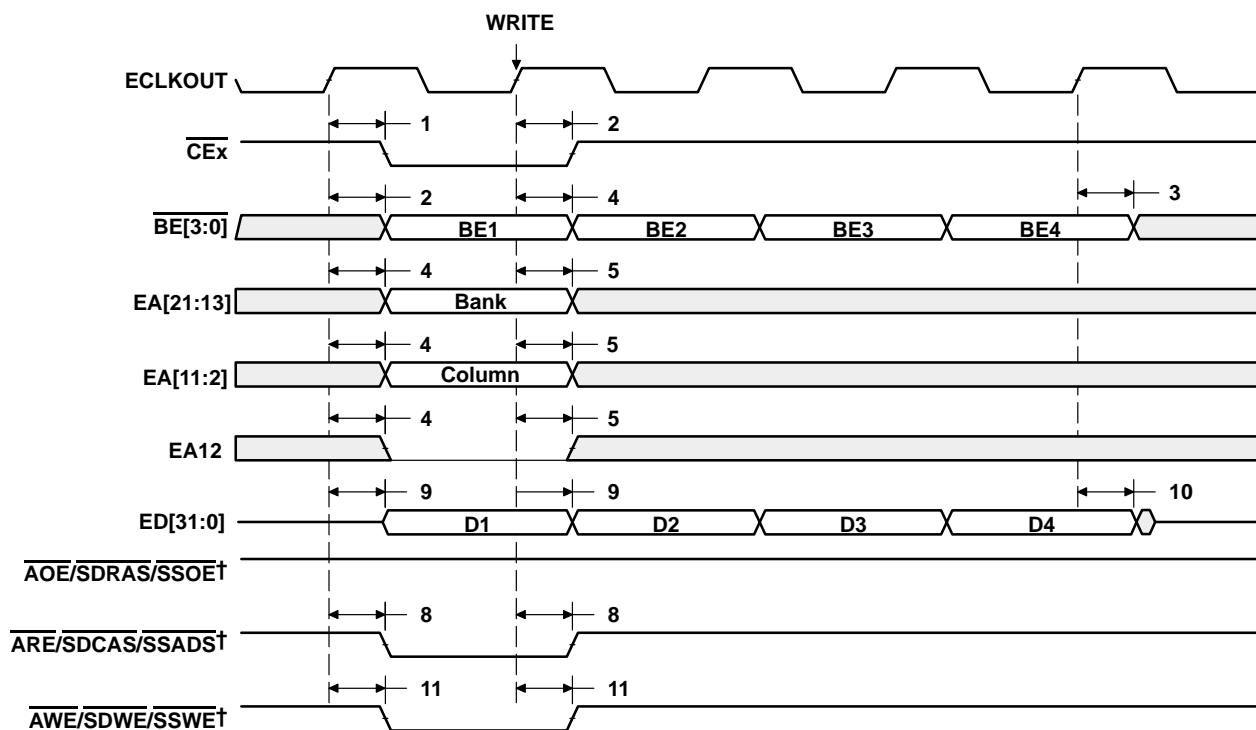 WRITE
ECLKOUT
1 2
CEx
2 4 3
BE[3:0] BE1 BE2 BE3 BE4
4 5
EA[21:13] Bank
4 5
EA[11:2] Column
4 5
EA12
9 9 10
ED[31:0] D1 D2 D3 D4
AOE/SDRAS/SSOE†
8 8
ARE/SDCAS/SSADS†
11 11
AWE/SDWE/SSWE†